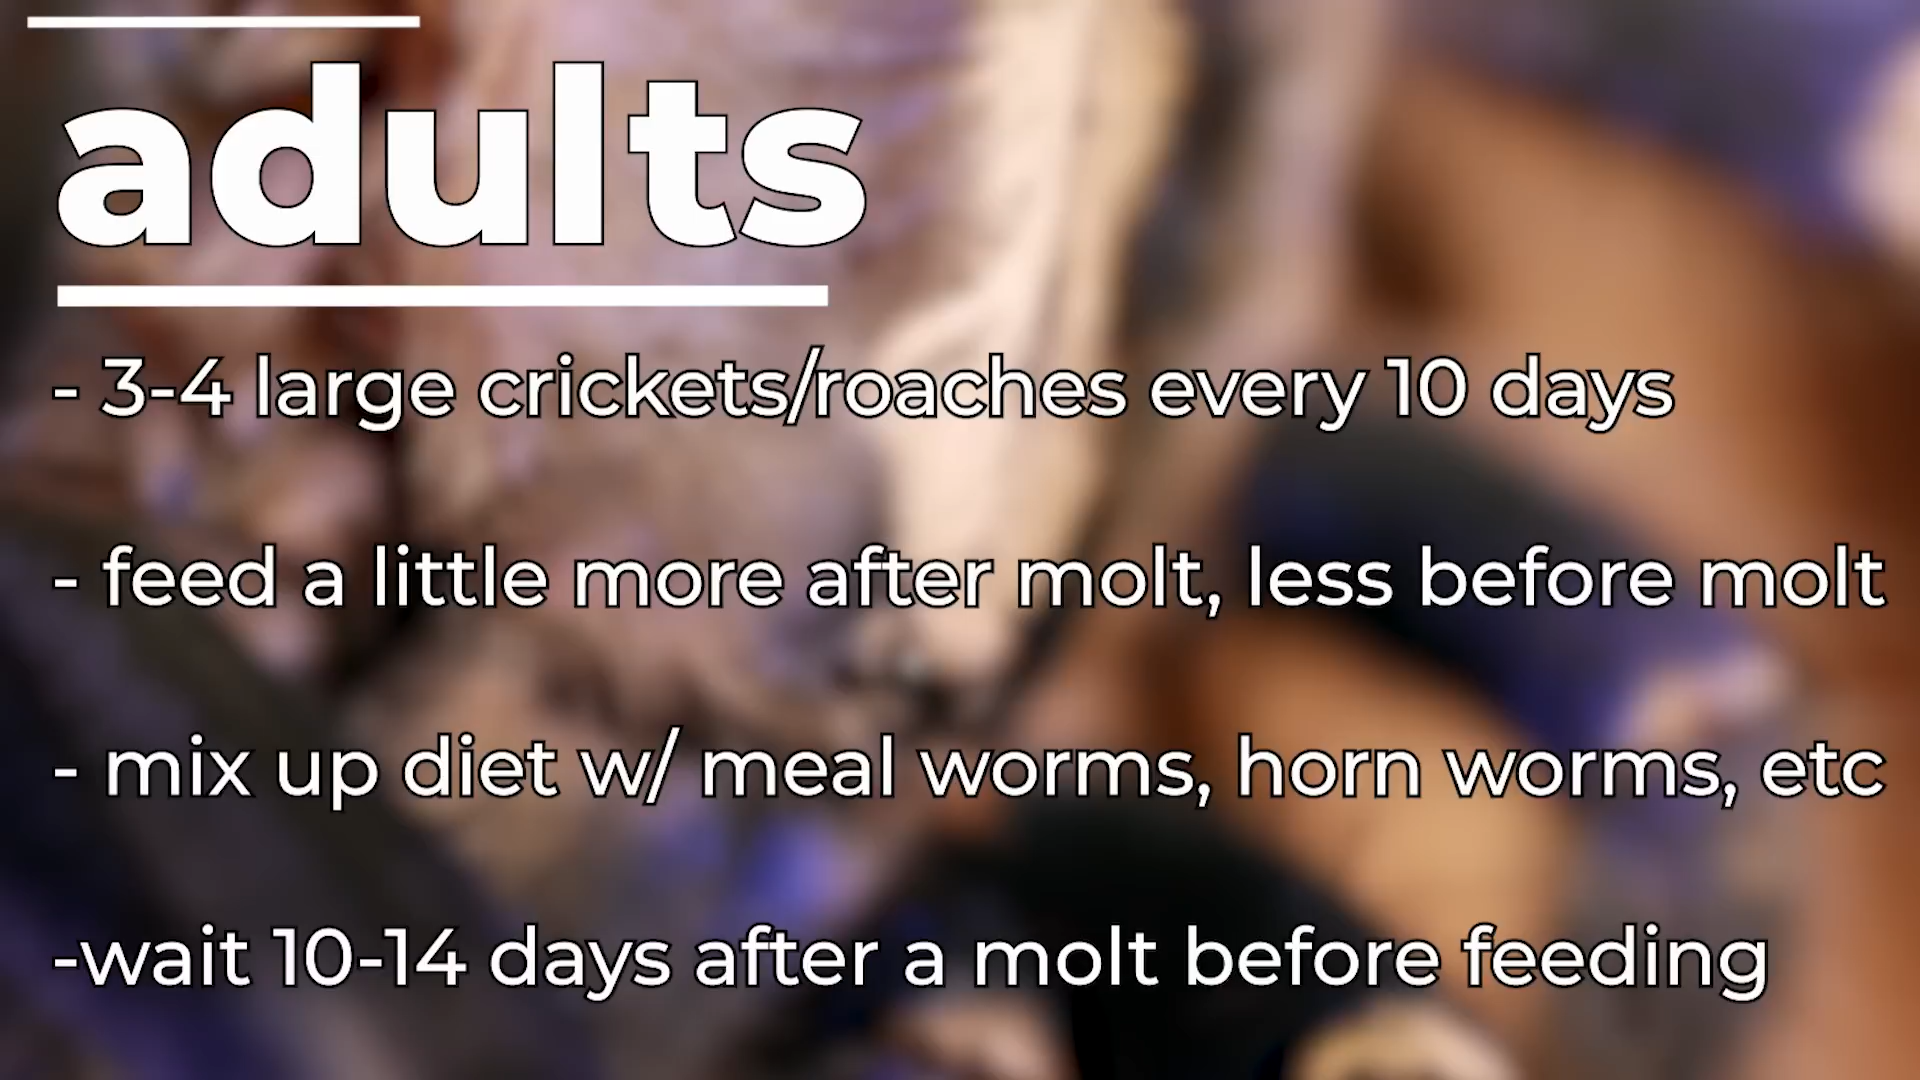 adults
- 3-4 large crickets/roaches every 10 days
- feed a little more after molt, less before molt
- mix up diet w/ meal worms, horn worms, etc
-wait 10-14 days after a molt before feeding